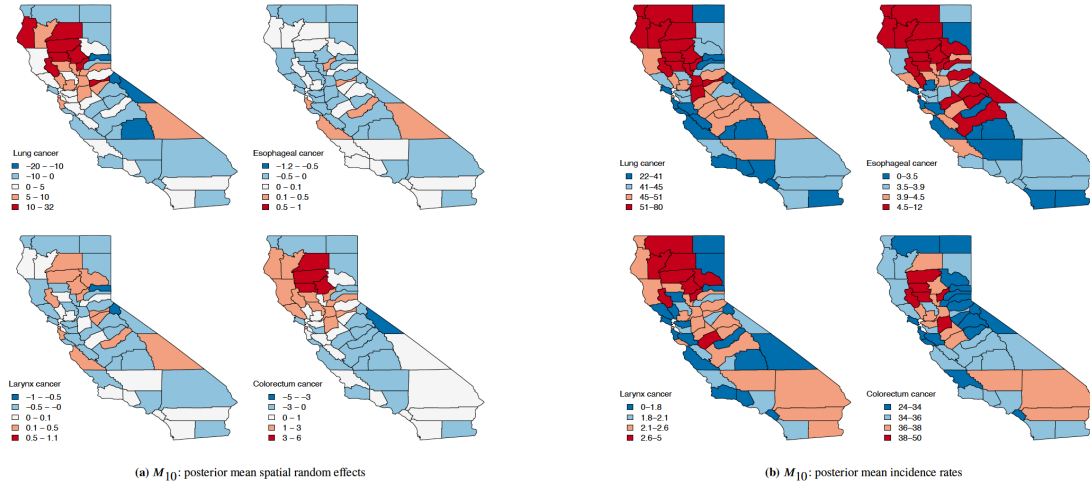 Lung cancer
−20 − −10
−10 − 0
0 − 5
5 − 10
10 − 32
Esophageal cancer
−1.2 − −0.5
−0.5 − 0
0 − 0.1
0.1 − 0.5
0.5 − 1
Larynx cancer
−1 − −0.5
−0.5 − −0
0 − 0.1
0.1 − 0.5
0.5 − 1.1
Colorectum cancer
−5 − −3
−3 − 0
0 − 1
1 − 3
3 − 6
(a) M10: posterior mean spatial random effects
Lung cancer
22−41
41−45
45−51
51−80
Esophageal cancer
0−3.5
3.5−3.9
3.9−4.5
4.5−12
Larynx cancer
0−1.8
1.8−2.1
2.1−2.6
2.6−5
Colorectum cancer
24−34
34−36
36−38
38−50
(b) M10: posterior mean incidence rates